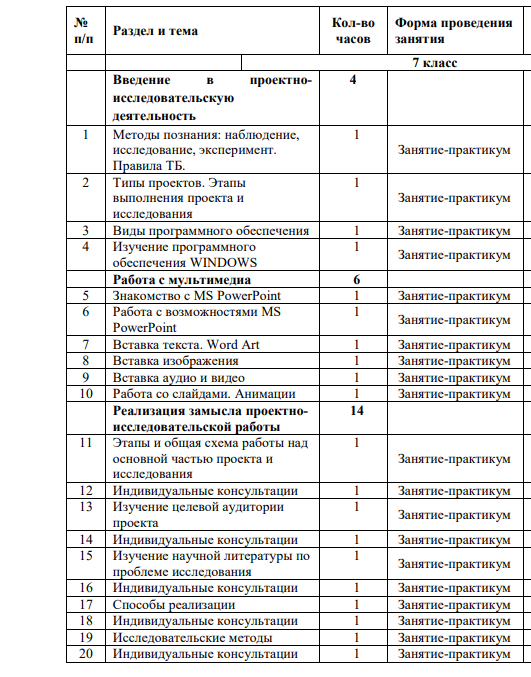 № п/п Раздел и тема Кол-во часов Форма проведения занятия
7 класс
Введение в проектно-
исследовательскую
деятельность 4
1 Методы познания: наблюдение,
исследование, эксперимент.
Правила ТБ. 1 Занятие-практикум
2 Типы проектов. Этапы
выполнения проекта и
исследования 1 Занятие-практикум
3 Виды программного обеспечения 1 Занятие-практикум
4 Изучение программного
обеспечения WINDOWS 1 Занятие-практикум
Работа с мультимедиа 6
5 Знакомство с MS PowerPoint 1 Занятие-практикум
6 Работа с возможностями MS
PowerPoint 1 Занятие-практикум
7 Вставка текста. Word Art 1 Занятие-практикум
8 Вставка изображения 1 Занятие-практикум
9 Вставка аудио и видео 1 Занятие-практикум
10 Работа со слайдами. Анимации 1 Занятие-практикум
Реализация замысла проектно-
исследовательской работы 14
11 Этапы и общая схема работы над
основной частью проекта и
исследования 1 Занятие-практикум
12 Индивидуальные консультации 1 Занятие-практикум
13 Изучение целевой аудитории
проекта 1 Занятие-практикум
14 Индивидуальные консультации 1 Занятие-практикум
15 Изучение научной литературы по
проблеме исследования 1 Занятие-практикум
16 Индивидуальные консультации 1 Занятие-практикум
17 Способы реализации 1 Занятие-практикум
18 Индивидуальные консультации 1 Занятие-практикум
19 Исследовательские методы 1 Занятие-практикум
20 Индивидуальные консультации 1 Занятие-практикум